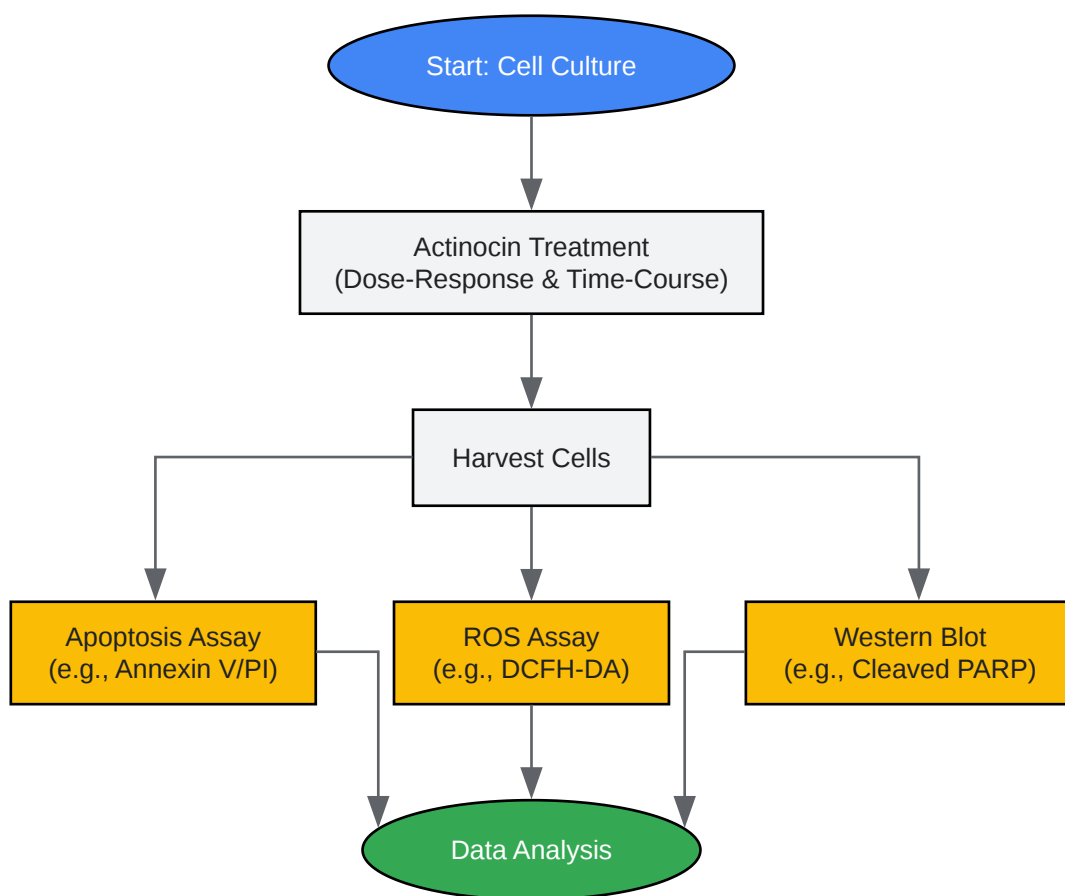 Start: Cell Culture
Actinocin Treatment
(Dose-Response & Time-Course)
Harvest Cells
Apoptosis Assay
(e.g., Annexin V/PI)
ROS Assay
(e.g., DCFH-DA)
Western Blot
(e.g., Cleaved PARP)
Data Analysis